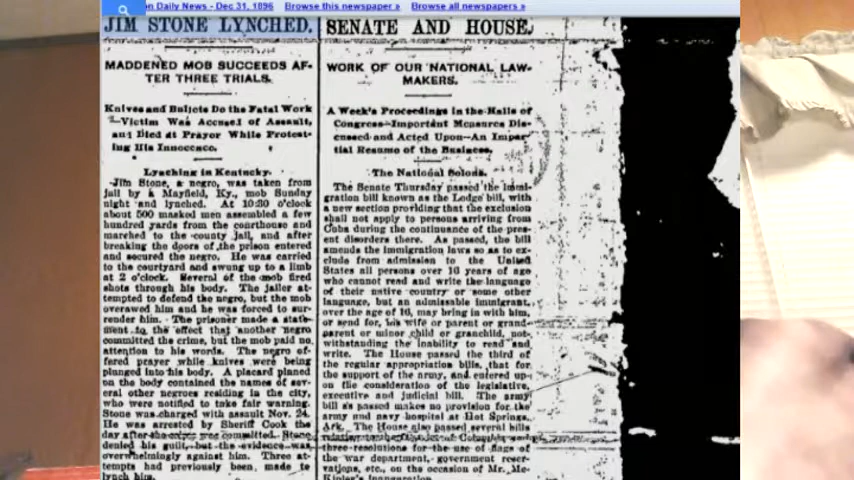 n Daily News - Dec 31, 1896 Browse this newspaper » Browse all newspapers »
JIM STONE LYNCHED.
MADDENED MOB SUCCEEDS AF-
TER THREE TRIALS.
Knives and Bullets Do the Fatal Work
—Victim Was Accused of Assault,
and Died at Prayer While Protest-
ing His Innocence.
Lynching in Kentucky.
Jim Stone, a negro, was taken from
jail by a Mayfield, Ky., mob Sunday
night and lynched. At 10:20 o'clock
about 500 masked men assembled a few
hundred yards from the courthouse and
marched to the county jail, and after
breaking the doors of the prison entered
and secured the negro. He was carried
to the courtyard and swung up to a limb
at 2 o'clock. Several of the mob fired
shots through his body. The jailer at-
tempted to defend the negro, but the mob
overawed him and he was forced to sur-
render him. The prisoner made a state-
ment to the effect that another negro
committed the crime, but the mob paid no
attention to his words. The negro of-
fered prayer while knives were being
plunged into his body. A placard placed
on the body contained the names of sev-
eral other negroes residing in the city,
who were notified to take fair warning.
Stone was charged with assault Nov. 24.
He was arrested by Sheriff Cook the
day after the crime was committed. Stone
denied his guilt, but the evidence was
overwhelmingly against him. Three at-
tempts had previously been made to
lynch him.
SENATE AND HOUSE.
WORK OF OUR NATIONAL LAW-
MAKERS.
A Week's Proceedings in the Halls of
Congress—Important Measures Dis-
cussed and Acted Upon—An Impar-
tial Resume of the Business.
The National Solons.
The Senate Thursday passed the immi-
gration bill known as the Lodge bill, with
a new section providing that the exclusion
shall not apply to persons arriving from
Cuba during the continuance of the pres-
ent disorders there. As passed, the bill
amends the immigration laws so as to ex-
clude from admission to the United
States all persons over 16 years of age
who cannot read and write the language
of their native country or some other
language, but an admissable immigrant,
over the age of 16, may bring in with him,
or send for, his wife or parent or grand-
parent or minor child or granchild, not-
withstanding the inability to read and
write. The House passed the third of
the regular appropriation bills, that for
the support of the army, and entered up-
on the consideration of the legislative,
executive and judicial bill. The army
bill as passed makes no provision for the
army and navy hospital at Hot Springs,
Ark. The House also passed several bills
relating to the District of Columbia and
three resolutions for the use of flags of
the war department, government reser-
vations, etc., on the occasion of Mr. Mc-
Kinley's inauguration.